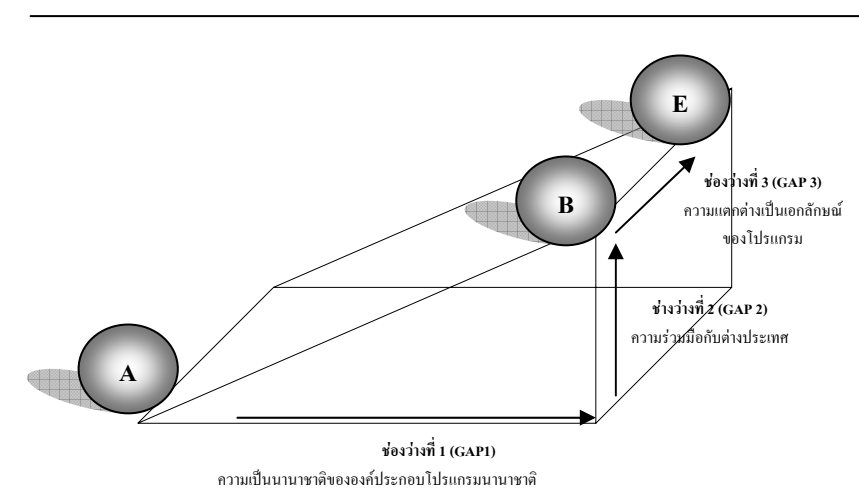 E
B
A
ช่องว่างที่ 3 (GAP 3)
ความแตกต่างเป็นเอกลักษณ์
ของโปรแกรม
ช่างว่างที่ 2 (GAP 2)
ความร่วมมือกับต่างประเทศ
ช่องว่างที่ 1 (GAP1)
ความเป็นนานาชาติขององค์ประกอบโปรแกรมนานาชาติ